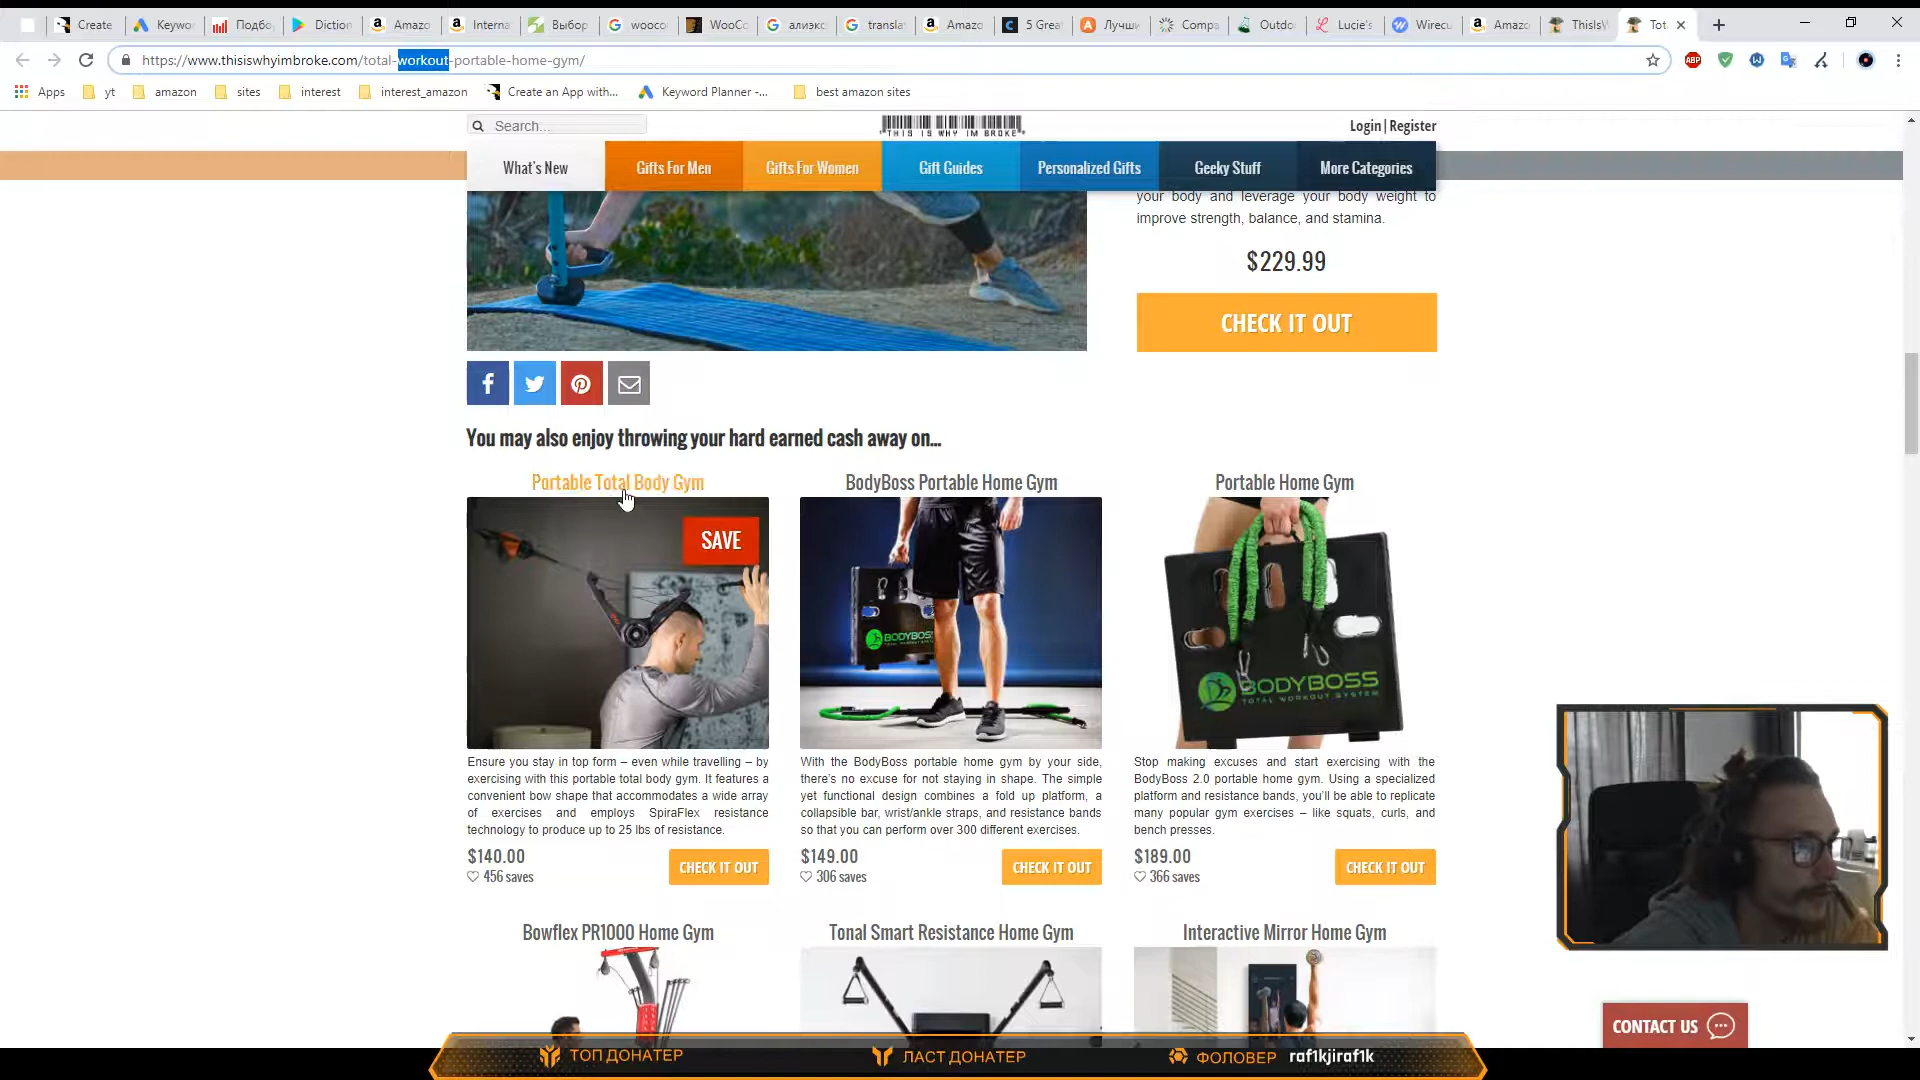 Create
Keywo
Подбо
Diction
Amazo
Interna
Выбор
wooco
WooCo
алиэкс
transla
Amazo
5 Grea
Лучши
Compa
Outdo
Lucie's
Wirecu
Amazo
ThisIsW
Tot
https://www.thisiswhyimbroke.com/total-workout-portable-home-gym/
ABP
Apps
yt
amazon
sites
interest
interest_amazon
Create an App with...
Keyword Planner -...
best amazon sites
Search...
THIS IS WHY IM BROKE
Login | Register
What's New
Gifts For Men
Gifts For Women
Gift Guides
Personalized Gifts
Geeky Stuff
More Categories
your body and leverage your body weight to
improve strength, balance, and stamina.
$229.99
CHECK IT OUT
You may also enjoy throwing your hard earned cash away on...
Portable Total Body Gym
SAVE
Ensure you stay in top form – even while travelling – by
exercising with this portable total body gym. It features a
convenient bow shape that accommodates a wide array
of exercises and employs SpiraFlex resistance
technology to produce up to 25 lbs of resistance.
$140.00
456 saves
CHECK IT OUT
BodyBoss Portable Home Gym
BODYBOSS
With the BodyBoss portable home gym by your side,
there's no excuse for not staying in shape. The simple
yet functional design combines a fold up platform, a
collapsible bar, wrist/ankle straps, and resistance bands
so that you can perform over 300 different exercises.
$149.00
306 saves
CHECK IT OUT
Portable Home Gym
BODYBOSS
TOTAL WORKOUT SYSTEM
Stop making excuses and start exercising with the
BodyBoss 2.0 portable home gym. Using a specialized
platform and resistance bands, you'll be able to replicate
many popular gym exercises – like squats, curls, and
bench presses.
$189.00
366 saves
CHECK IT OUT
Bowflex PR1000 Home Gym
Tonal Smart Resistance Home Gym
Interactive Mirror Home Gym
CONTACT US
ТОП ДОНАТЕР
ЛАСТ ДОНАТЕР
ФОЛОВЕР raf1kjiraf1k